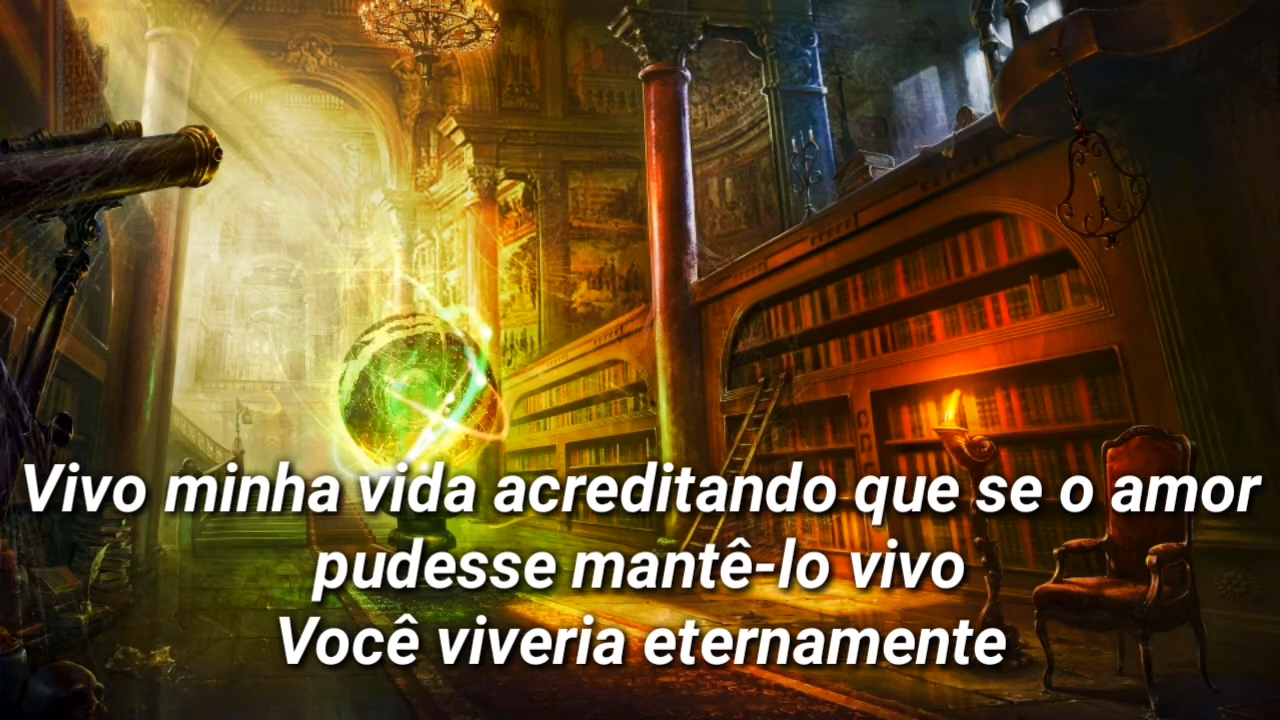 Vivo minha vida acreditando que se o amor
pudesse mantê-lo vivo
Você viveria eternamente